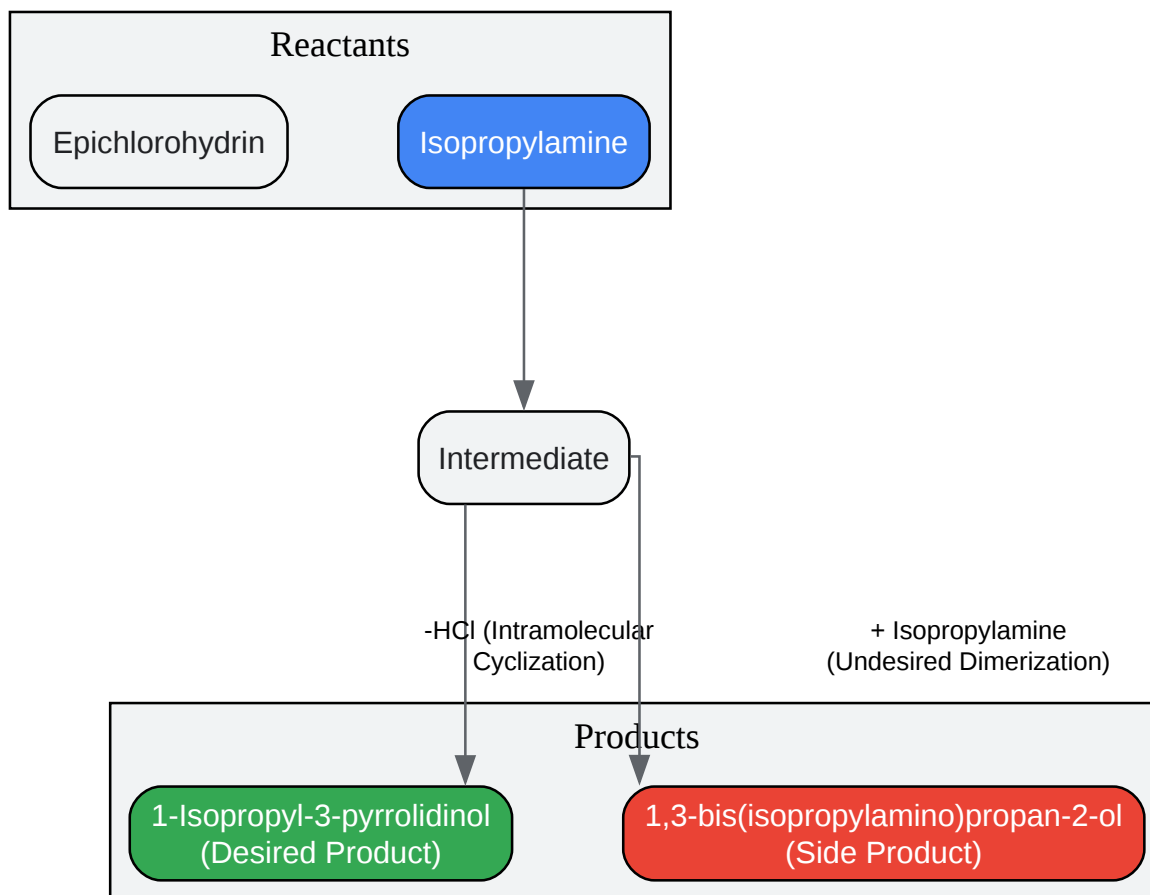 Reactants
Epichlorohydrin
Isopropylamine
Intermediate
-HCl (Intramolecular
Cyclization)
+ Isopropylamine
(Undesired Dimerization)
Products
1-Isopropyl-3-pyrrolidinol
(Desired Product)
1,3-bis(isopropylamino)propan-2-ol
(Side Product)